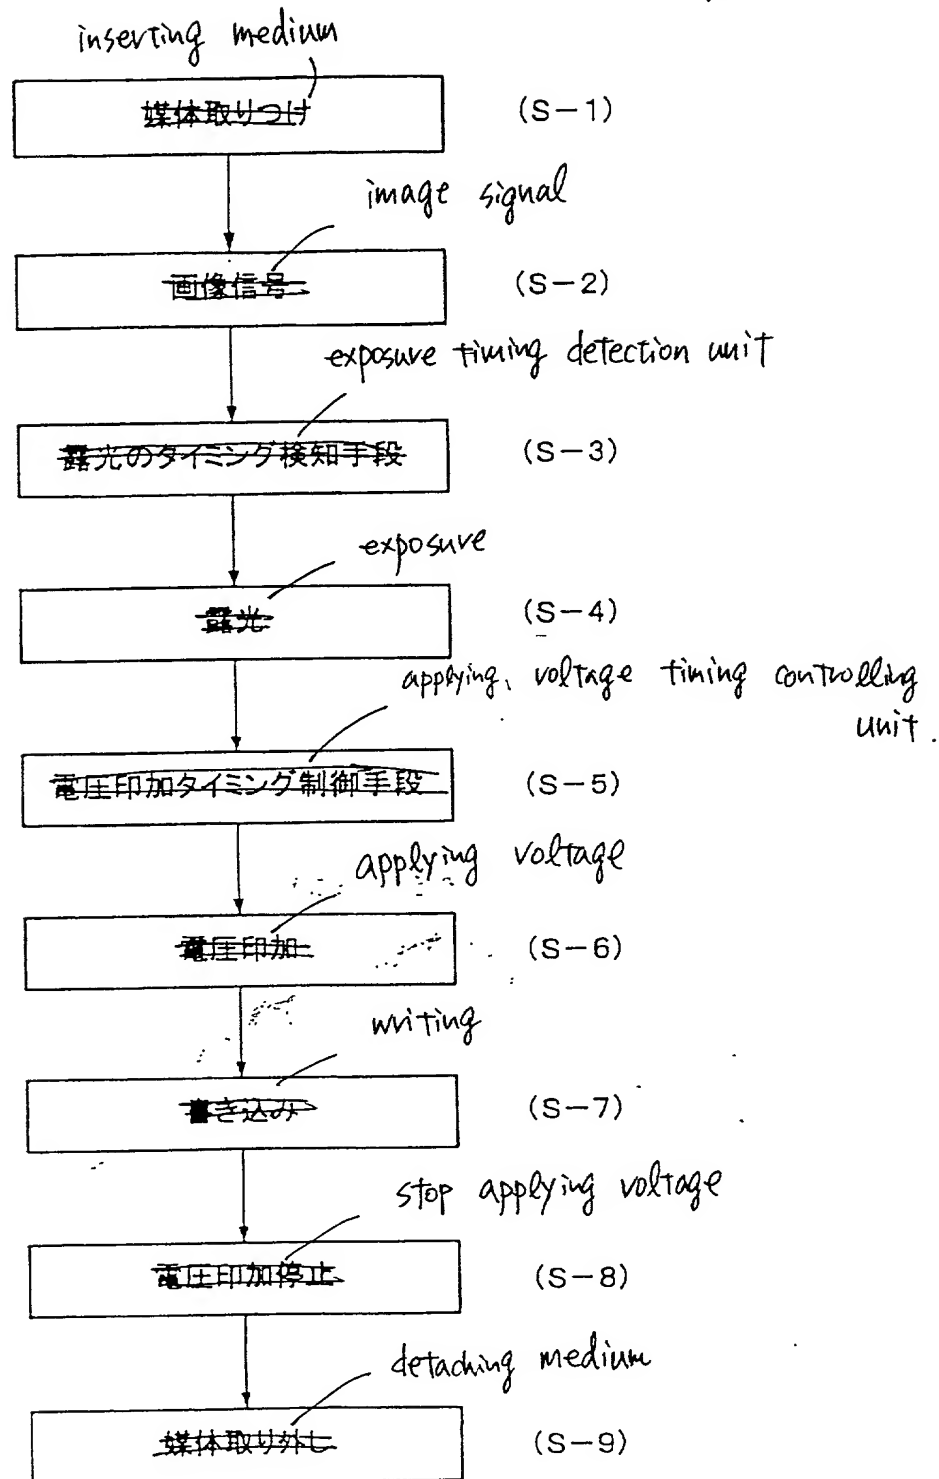 inserting medium
媒体取りつけ (S-1)
image signal
画像信号 (S-2)
exposure timing detection unit
露光のタイミング検知手段 (S-3)
exposure
露光 (S-4)
applying, voltage timing controlling
unit.
電圧印加タイミング制御手段 (S-5)
applying voltage
電圧印加 (S-6)
writing
書き込み (S-7)
stop applying voltage
電圧印加停止 (S-8)
detaching medium
媒体取り外し (S-9)